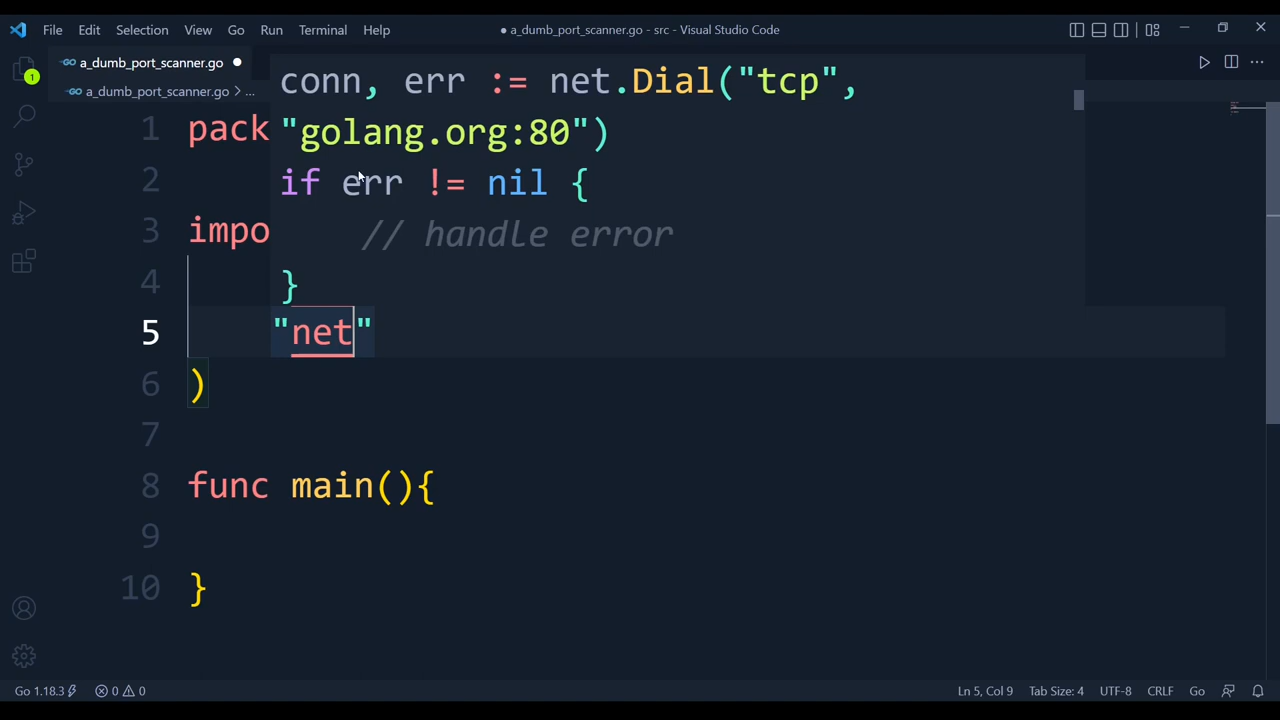 File Edit Selection View Go Run Terminal Help
● a_dumb_port_scanner.go - src - Visual Studio Code
a_dumb_port_scanner.go ●
a_dumb_port_scanner.go > ...
1
conn, err := net.Dial("tcp",
1 pack
"golang.org:80")
2
if err != nil {
3 impo
// handle error
4
}
5 "net"
6 )
7
8 func main(){
9
10 }
Go 1.18.3 0 0 Ln 5, Col 9 Tab Size: 4 UTF-8 CRLF Go